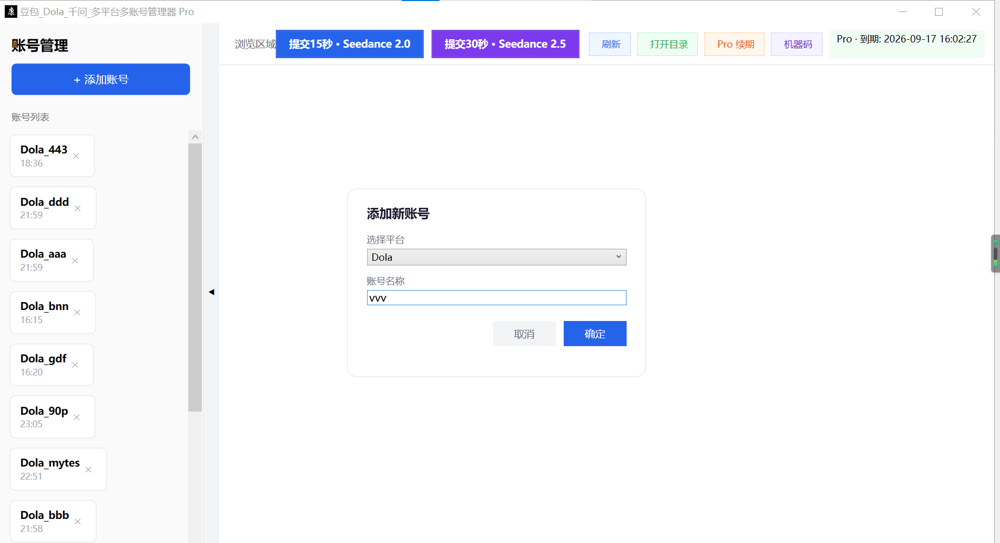 康 豆包_Dola_千问_多平台多账号管理器 Pro
账号管理
+ 添加账号
账号列表
Dola_443
18:36
Dola_ddd
21:59
Dola_aaa
21:59
Dola_bnn
16:15
Dola_gdf
16:20
Dola_90p
23:05
Dola_mytes
22:51
Dola_bbb
21:58
浏览区域 提交15秒 • Seedance 2.0 提交30秒 • Seedance 2.5 刷新 打开目录 Pro 续期 机器码 Pro · 到期: 2026-09-17 16:02:27
添加新账号
选择平台
Dola
账号名称
vvv
取消 确定